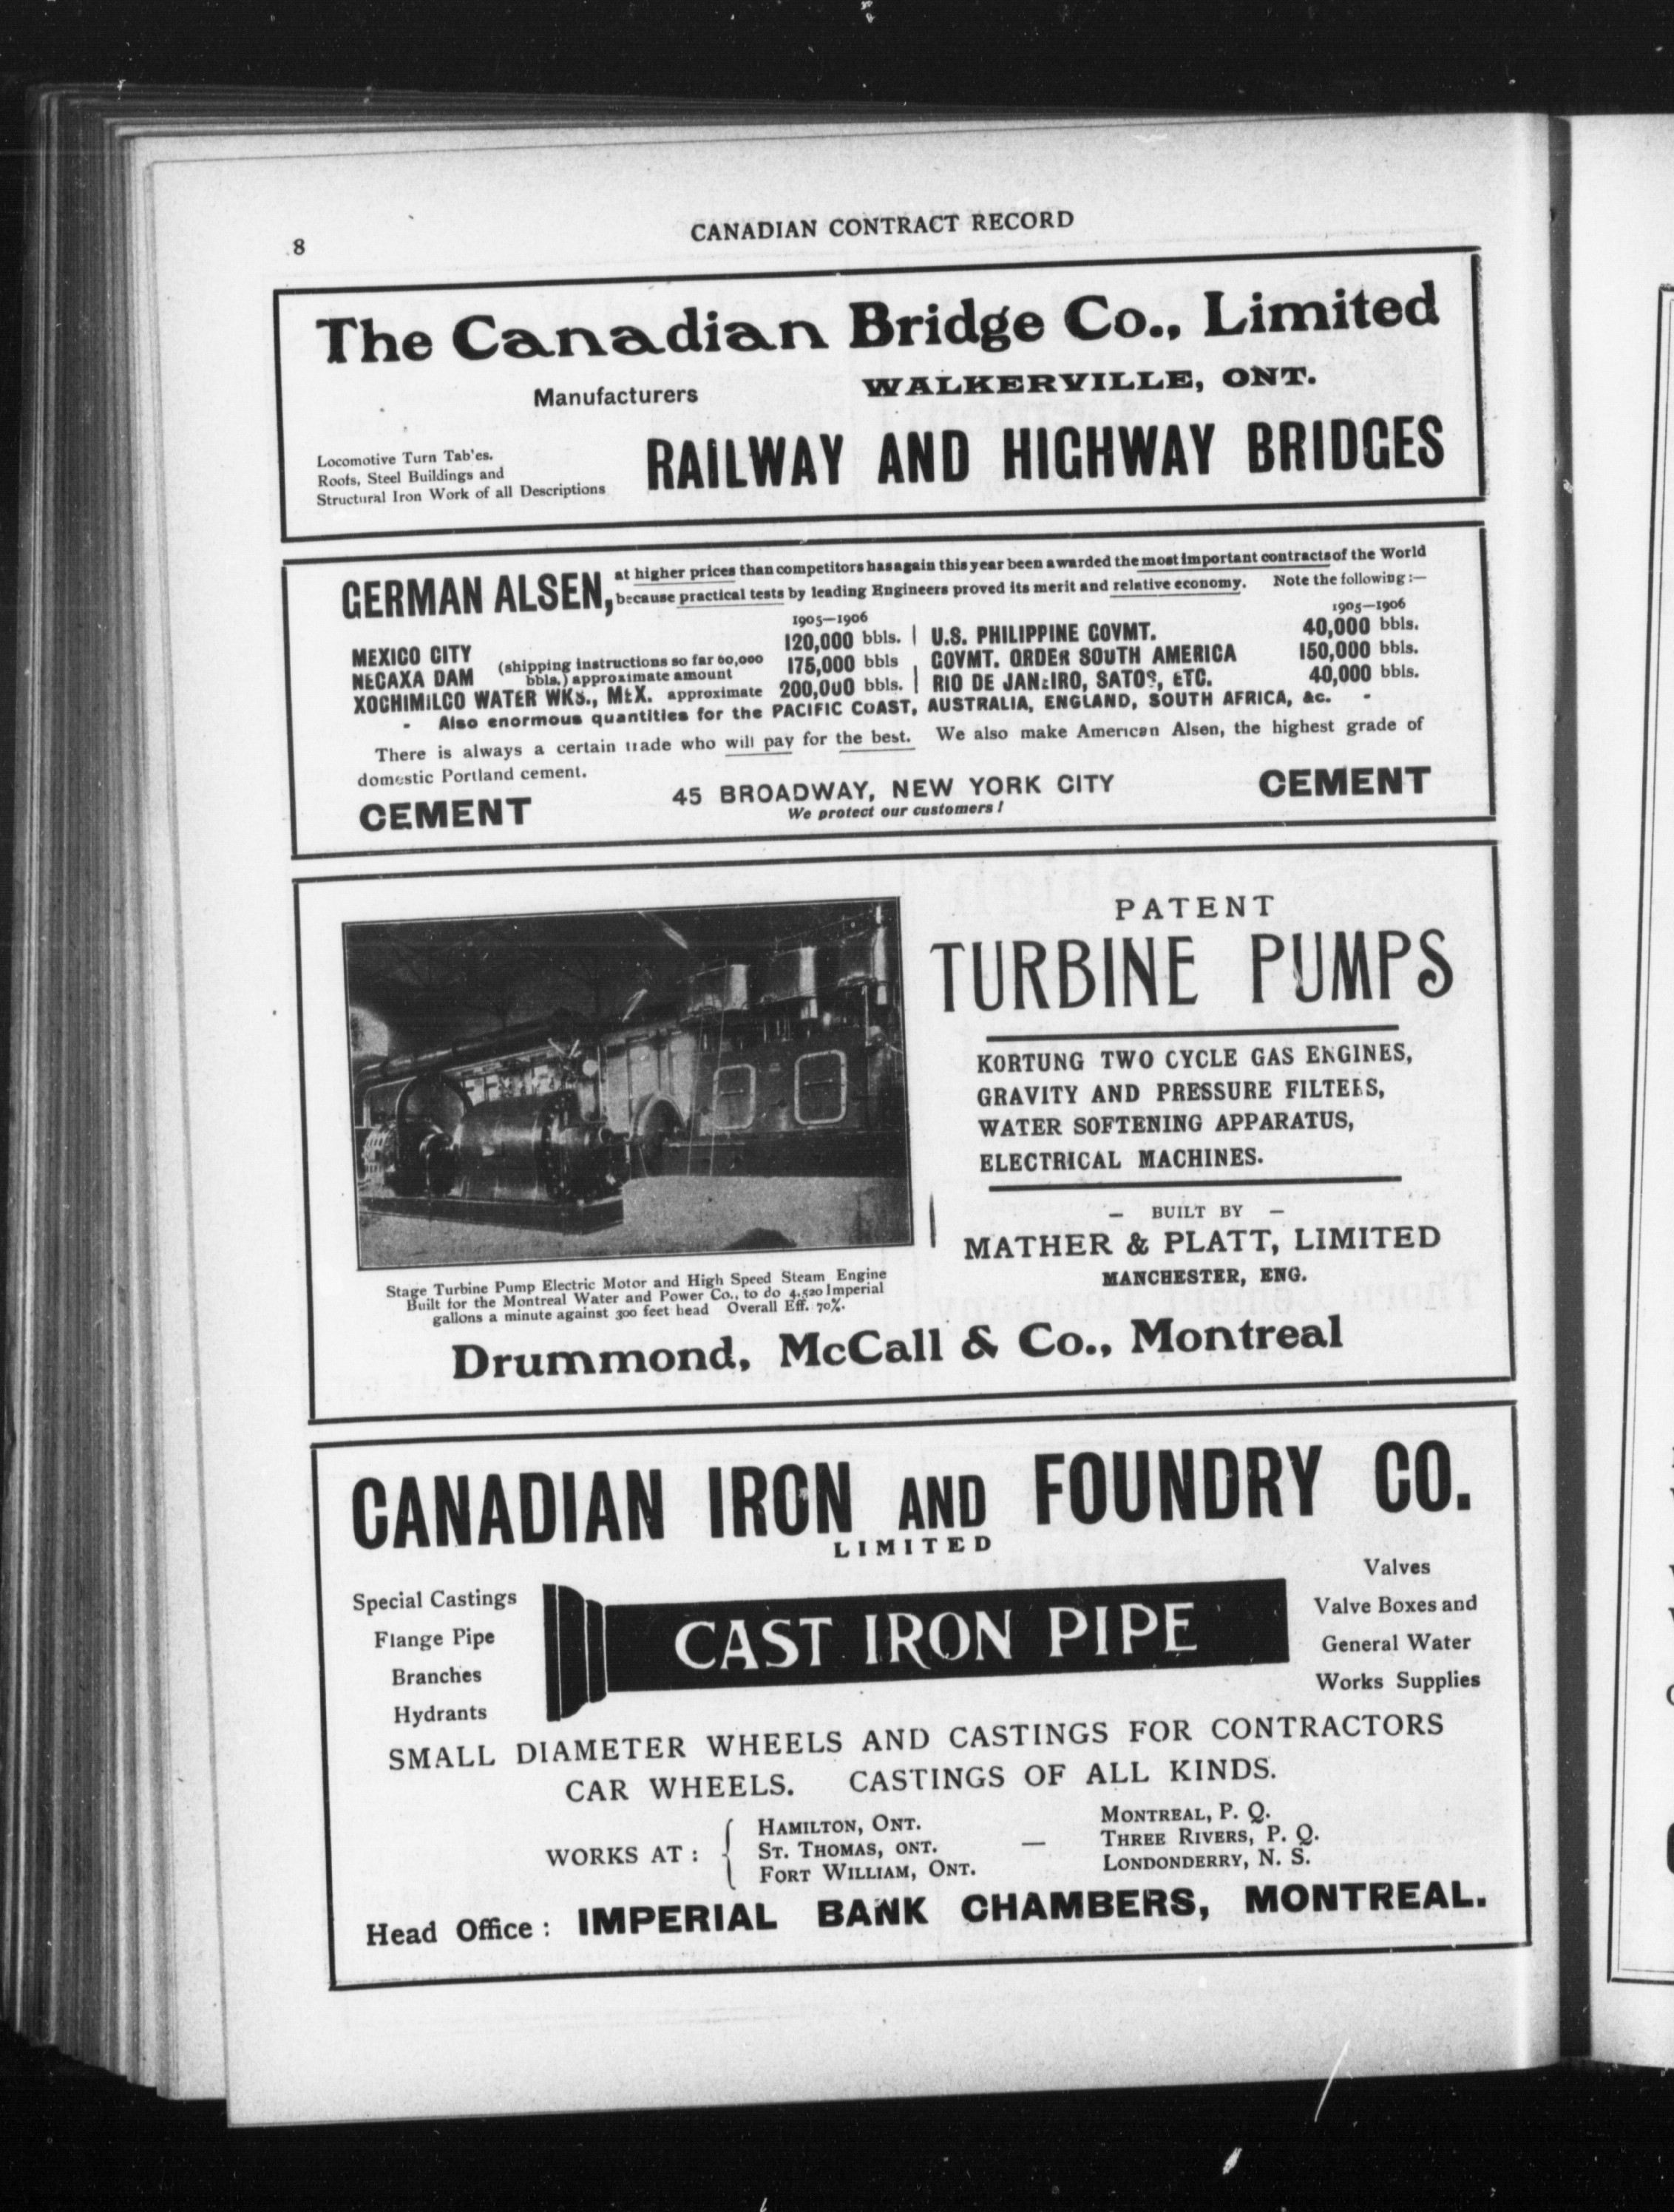 8
CANADIAN CONTRACT RECORD
The Canadian Bridge Co., Limited
Manufacturers
WALKERVILLE, ONT.
Locomotive Turn Tab'es.
Roofs, Steel Buildings and
Structural Iron Work of all Descriptions
RAILWAY AND HIGHWAY BRIDGES
GERMAN ALSEN,
at higher prices than competitors has again this year been awarded the most important contracts of the World
because practical tests by leading Engineers proved its merit and relative economy. Note the following :—
1905—1906
MEXICO CITY 120,000 bbls.
NECAXA DAM (shipping instructions so far 60,000 bbls.) approximate amount 175,000 bbls
XOCHIMILCO WATER WKS., MEX. approximate 200,000 bbls.
1905—1906
U.S. PHILIPPINE GOVMT. 40,000 bbls.
GOVMT. ORDER SOUTH AMERICA 150,000 bbls.
RIO DE JANEIRO, SATOS, ETC. 40,000 bbls.
- Also enormous quantities for the PACIFIC COAST, AUSTRALIA, ENGLAND, SOUTH AFRICA, &c. -
There is always a certain trade who will pay for the best. We also make American Alsen, the highest grade of
domestic Portland cement.
CEMENT
45 BROADWAY, NEW YORK CITY
We protect our customers !
CEMENT
PATENT
TURBINE PUMPS
KORTUNG TWO CYCLE GAS ENGINES,
GRAVITY AND PRESSURE FILTERS,
WATER SOFTENING APPARATUS,
ELECTRICAL MACHINES.
— BUILT BY —
MATHER & PLATT, LIMITED
MANCHESTER, ENG.
Stage Turbine Pump Electric Motor and High Speed Steam Engine
Built for the Montreal Water and Power Co., to do 4,520 Imperial
gallons a minute against 300 feet head Overall Eff. 70%.
Drummond, McCall & Co., Montreal
CANADIAN IRON AND FOUNDRY CO.
LIMITED
Special Castings
Flange Pipe
Branches
Hydrants
CAST IRON PIPE
Valves
Valve Boxes and
General Water
Works Supplies
SMALL DIAMETER WHEELS AND CASTINGS FOR CONTRACTORS
CAR WHEELS. CASTINGS OF ALL KINDS.
WORKS AT :
HAMILTON, ONT.
ST. THOMAS, ONT.
FORT WILLIAM, ONT.
—
MONTREAL, P. Q.
THREE RIVERS, P. Q.
LONDONDERRY, N. S.
Head Office : IMPERIAL BANK CHAMBERS, MONTREAL.